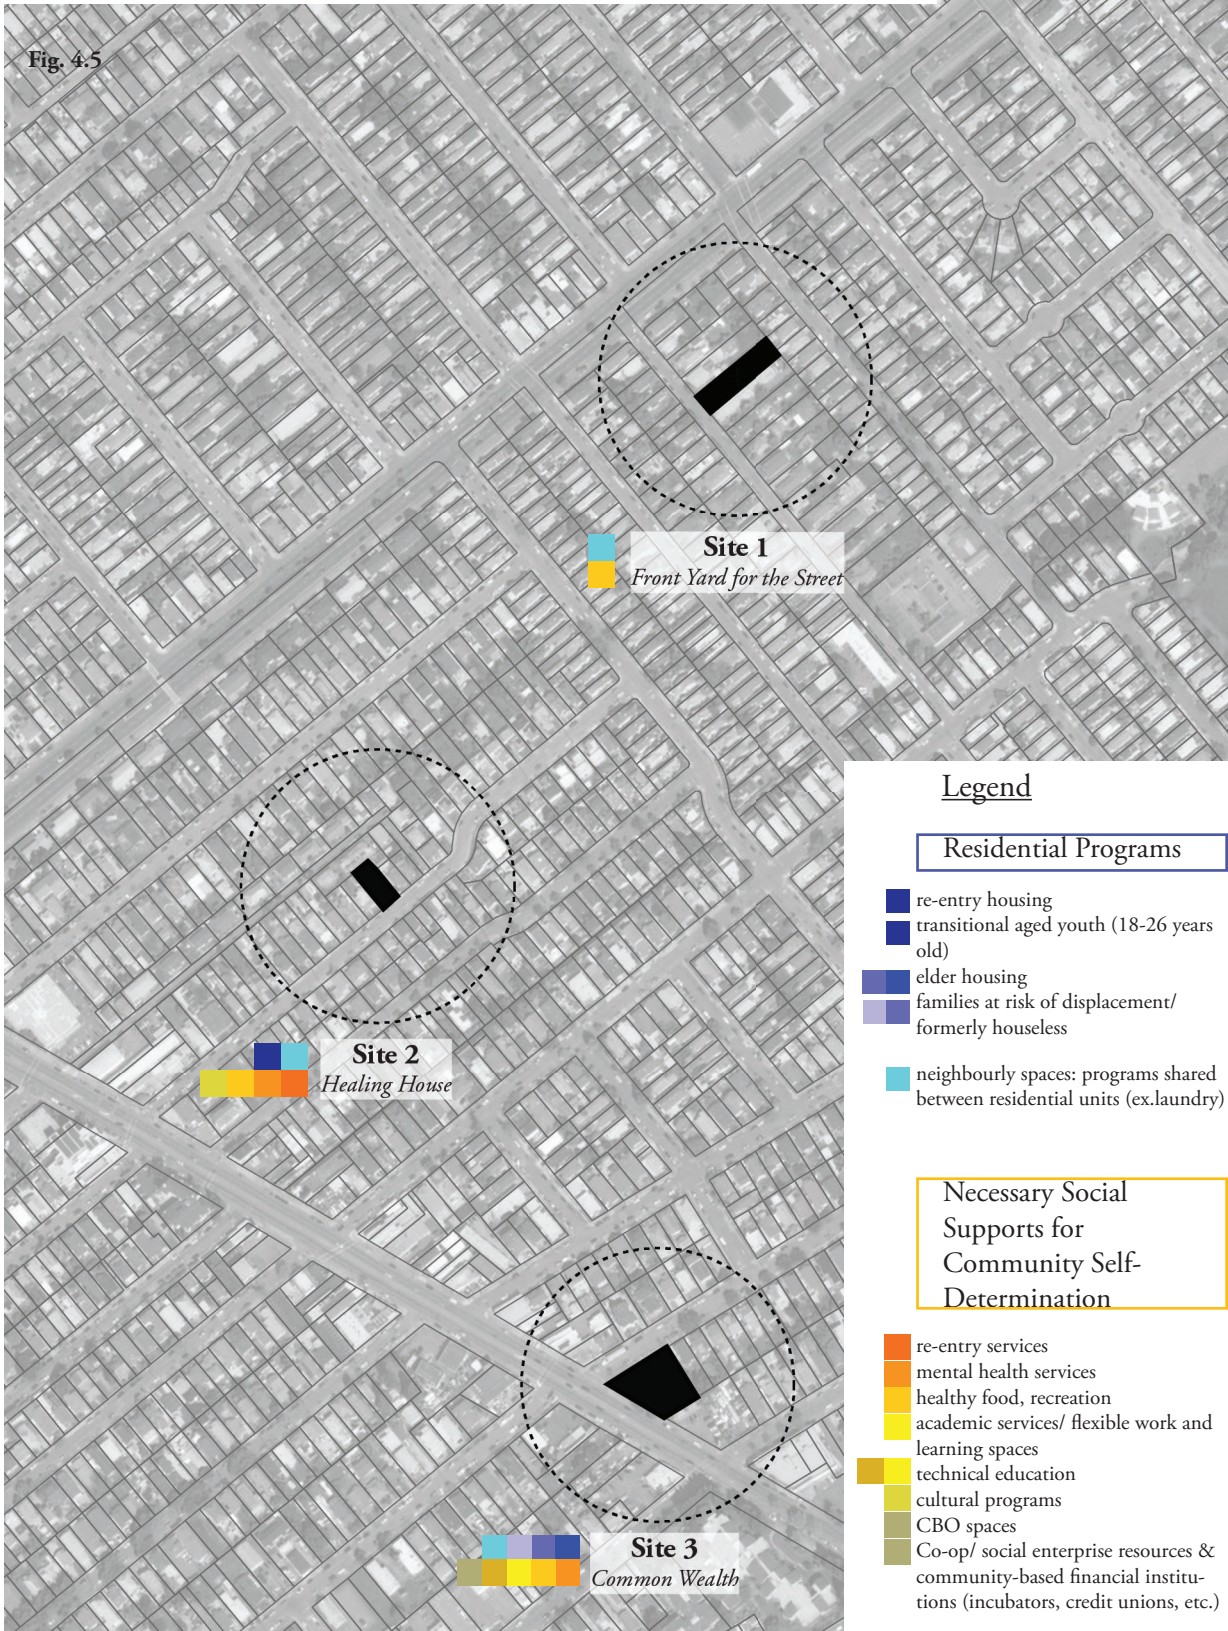 Fig. 4.5
Site 1
Front Yard for the Street
Site 2
Healing House
Site 3
Common Wealth
Legend
Residential Programs
re-entry housing
transitional aged youth (18-26 years
old)
elder housing
families at risk of displacement/
formerly houseless
neighbourly spaces: programs shared
between residential units (ex.laundry)
Necessary Social
Supports for
Community Self-
Determination
re-entry services
mental health services
healthy food, recreation
academic services/ flexible work and
learning spaces
technical education
cultural programs
CBO spaces
Co-op/ social enterprise resources &
community-based financial institu-
tions (incubators, credit unions, etc.)